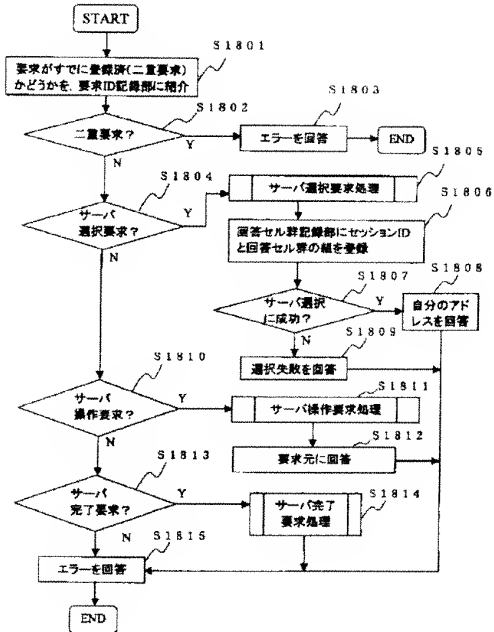 START
S1801
要求がすでに登録済(二重要求)
かどうかを、要求ID記録部に紹介
S1802
二重要求?
Y
N
S1803
エラーを回答
END
S1804
サーバ
選択要求?
Y
N
S1805
サーバ選択要求処理
S1806
回答セル群記録部にセッションID
と回答セル群の組を登録
S1807
サーバ選択
に成功?
Y
N
S1808
自分のアド
レスを回答
S1809
選択失敗を回答
S1810
サーバ
操作要求?
Y
N
S1811
サーバ操作要求処理
S1812
要求元に回答
S1813
サーバ
完了要求?
Y
N
S1814
サーバ完了
要求処理
S1815
エラーを回答
END